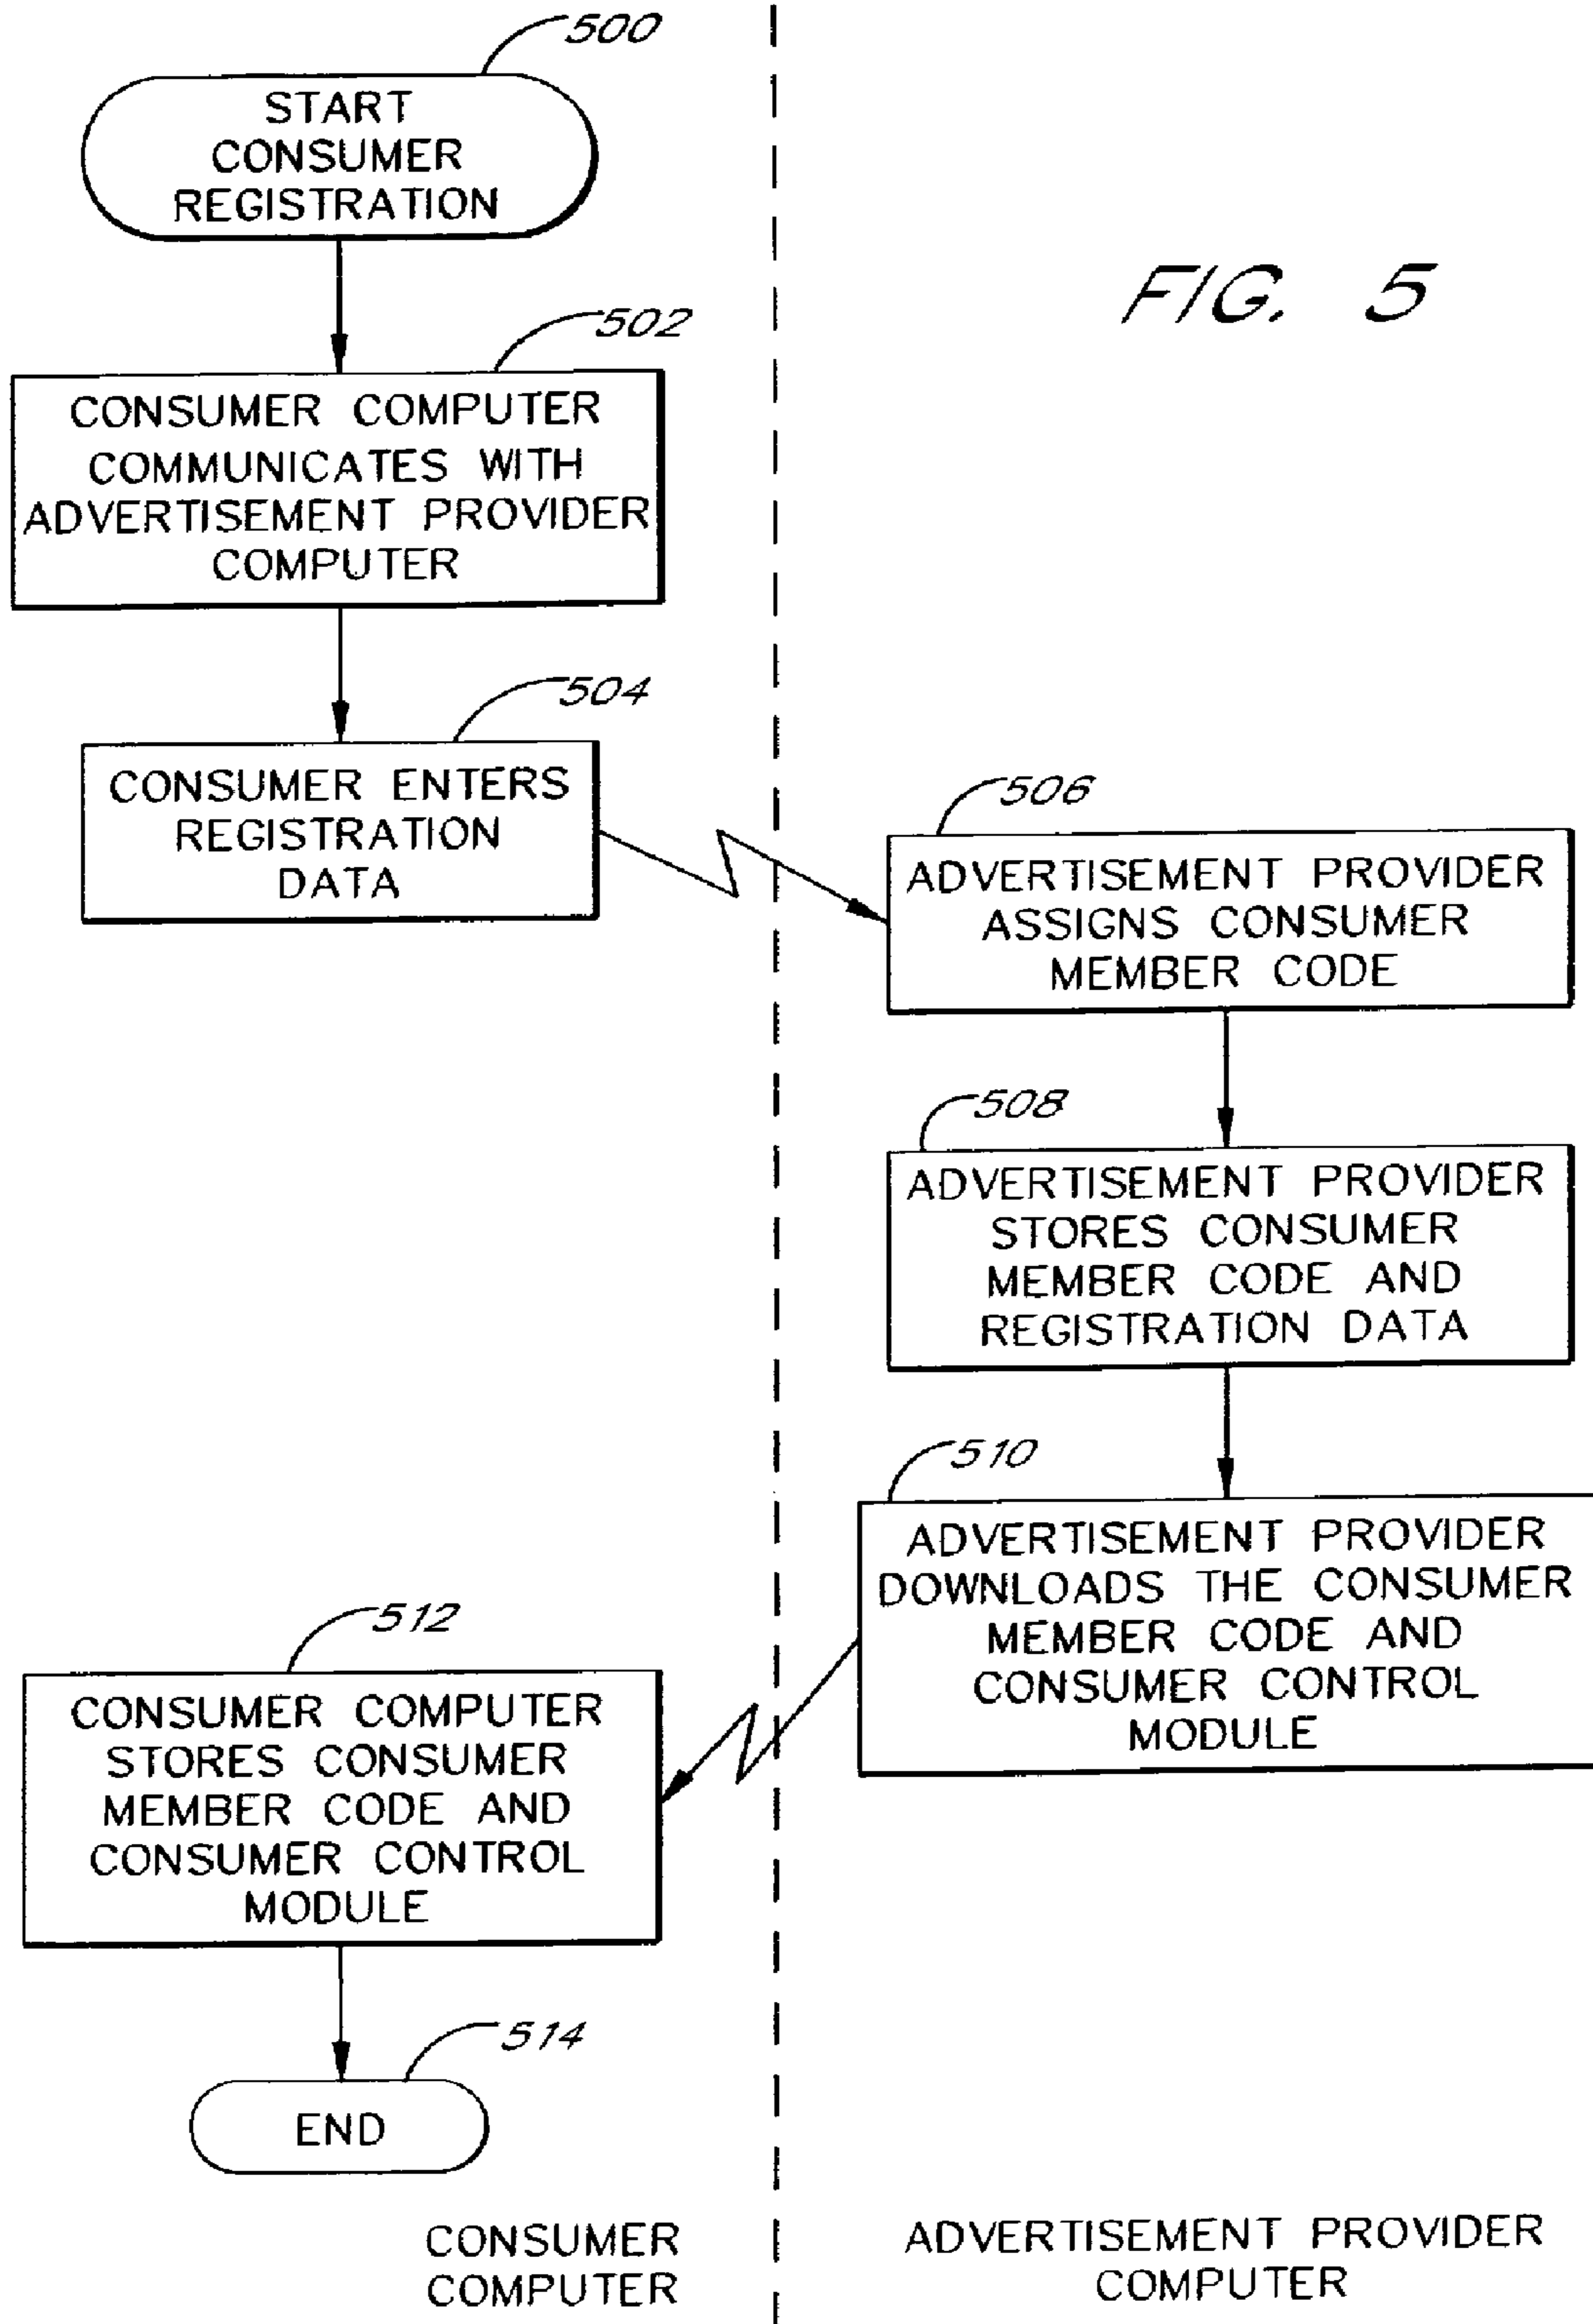 500
START
CONSUMER
REGISTRATION
FIG. 5
502
CONSUMER COMPUTER
COMMUNICATES WITH
ADVERTISEMENT PROVIDER
COMPUTER
504
CONSUMER ENTERS
REGISTRATION
DATA
506
ADVERTISEMENT PROVIDER
ASSIGNS CONSUMER
MEMBER CODE
508
ADVERTISEMENT PROVIDER
STORES CONSUMER
MEMBER CODE AND
REGISTRATION DATA
510
ADVERTISEMENT PROVIDER
DOWNLOADS THE CONSUMER
MEMBER CODE AND
CONSUMER CONTROL
MODULE
512
CONSUMER COMPUTER
STORES CONSUMER
MEMBER CODE AND
CONSUMER CONTROL
MODULE
514
END
CONSUMER
COMPUTER
ADVERTISEMENT PROVIDER
COMPUTER